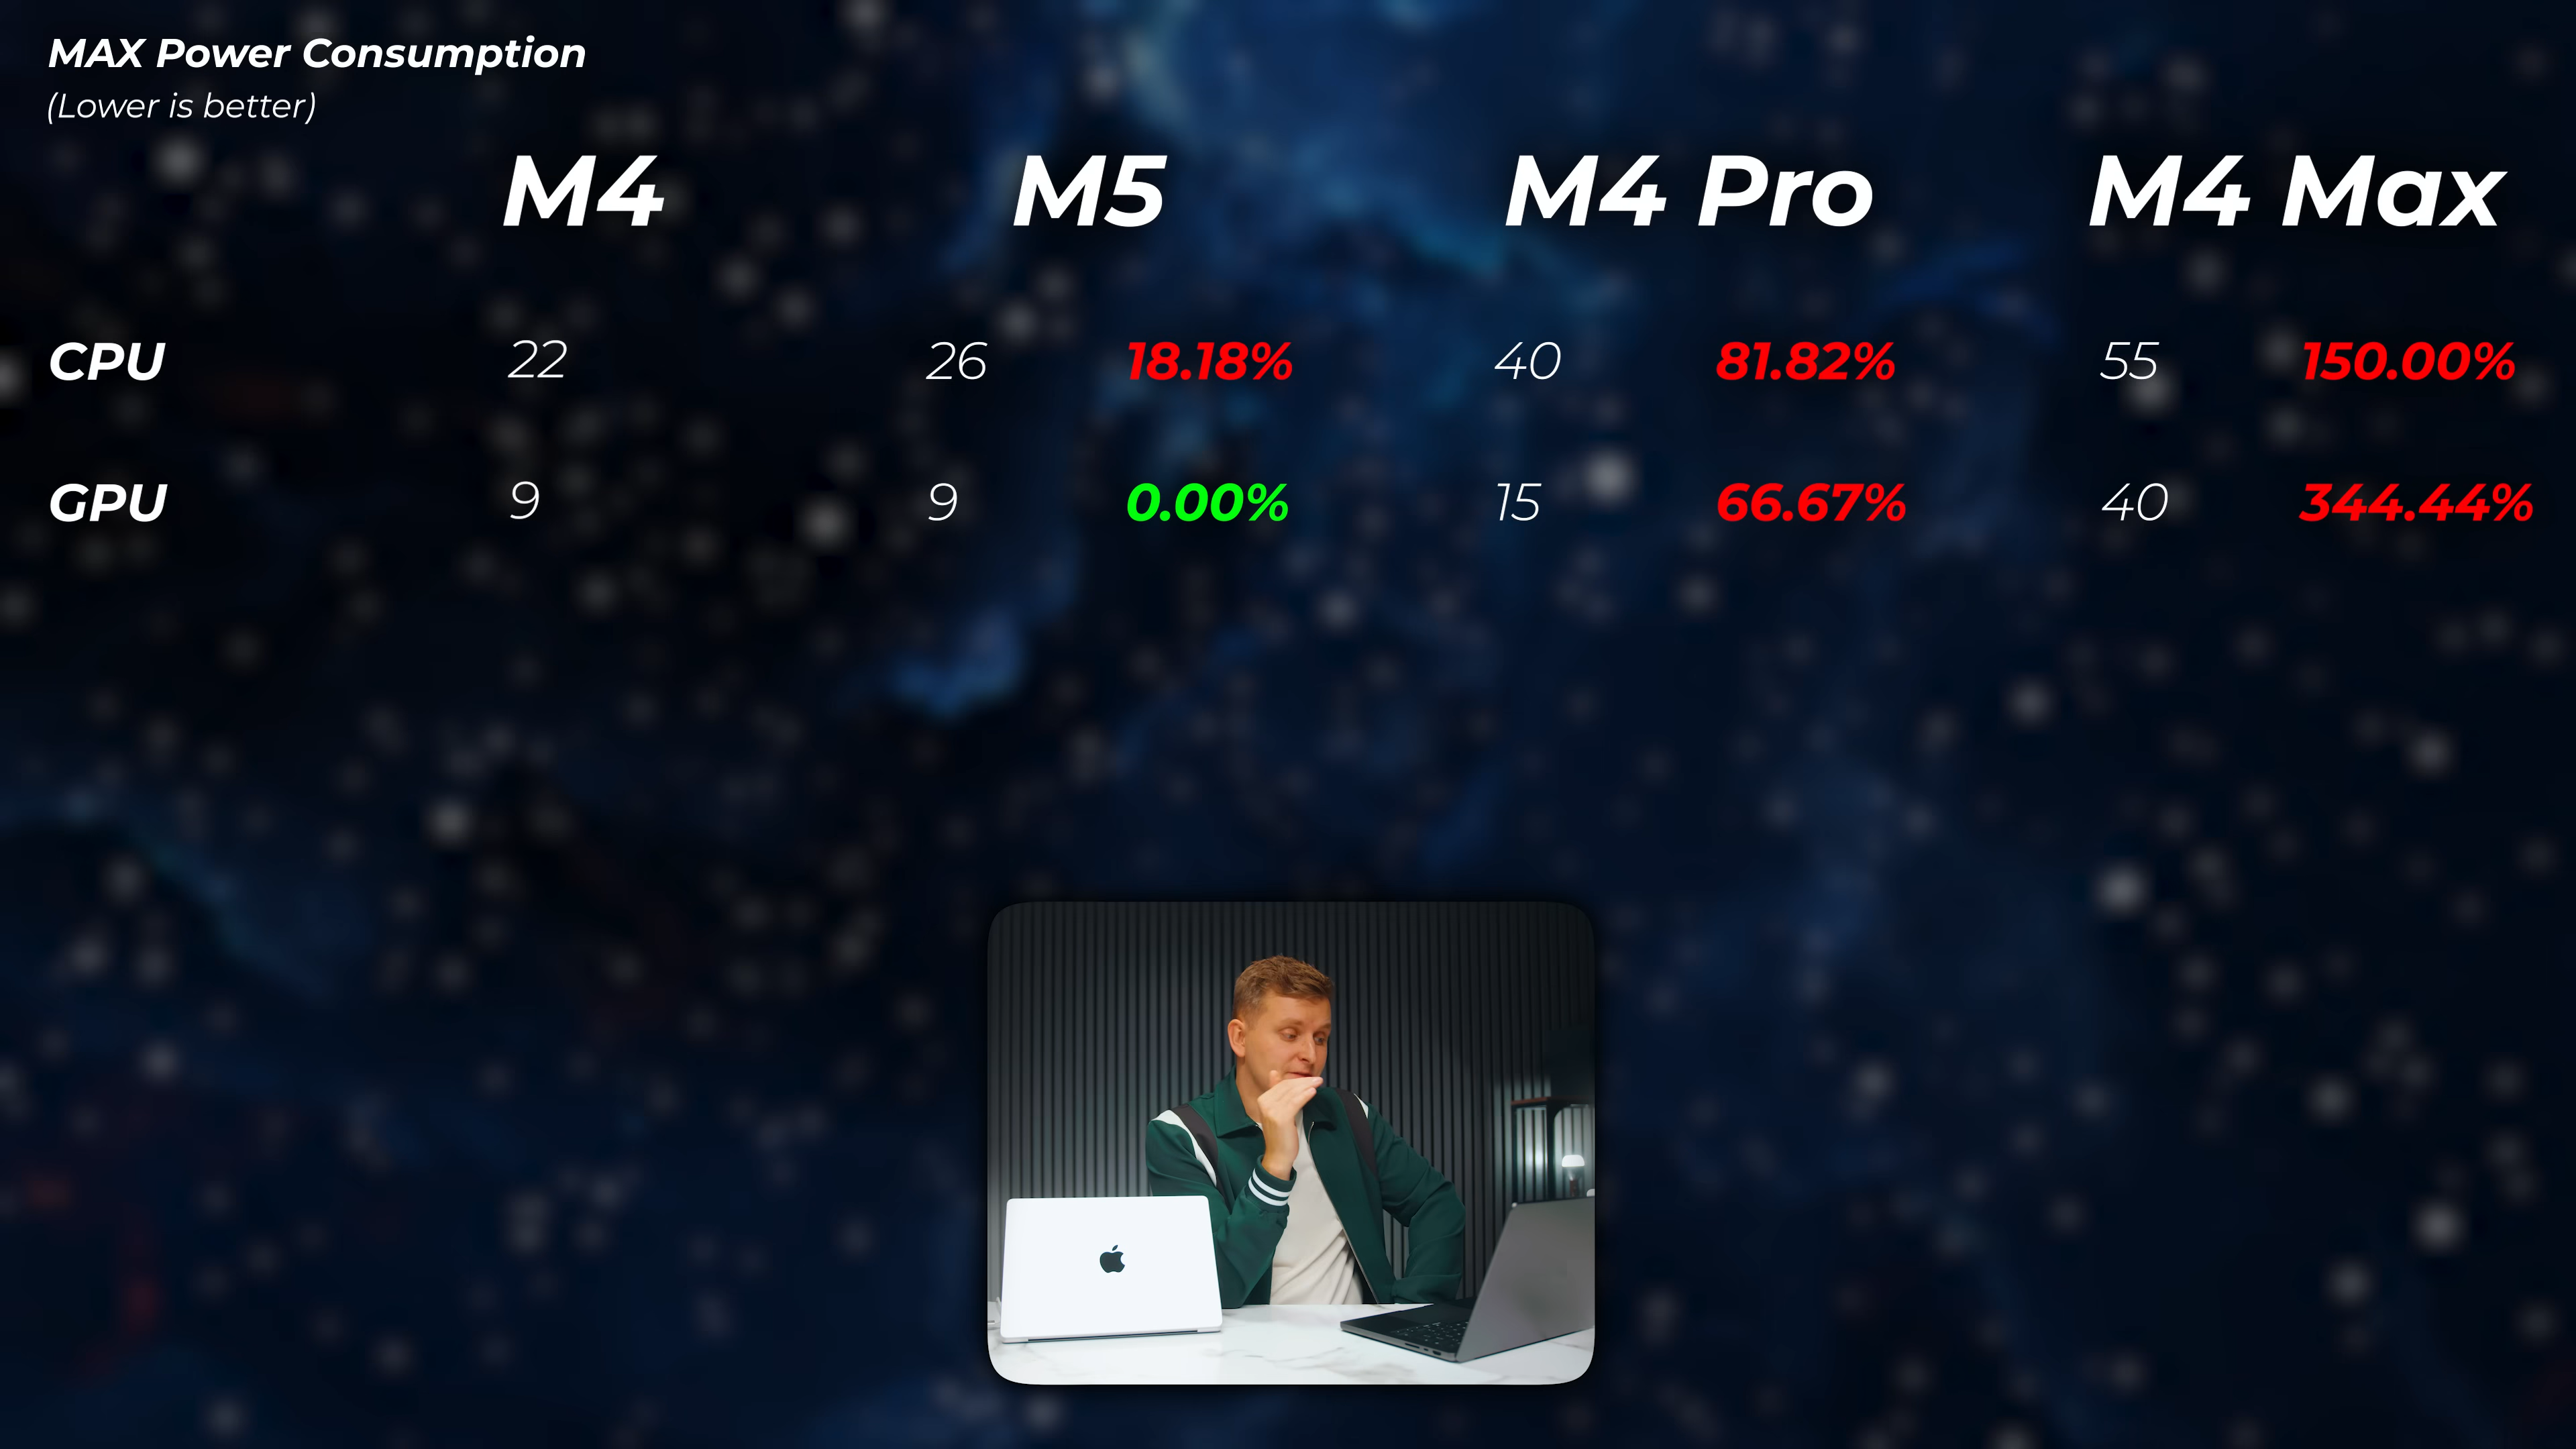 MAX Power Consumption
(Lower is better)
M4 M5 M4 Pro M4 Max
CPU 22 26 18.18% 40 81.82% 55 150.00%
GPU 9 9 0.00% 15 66.67% 40 344.44%